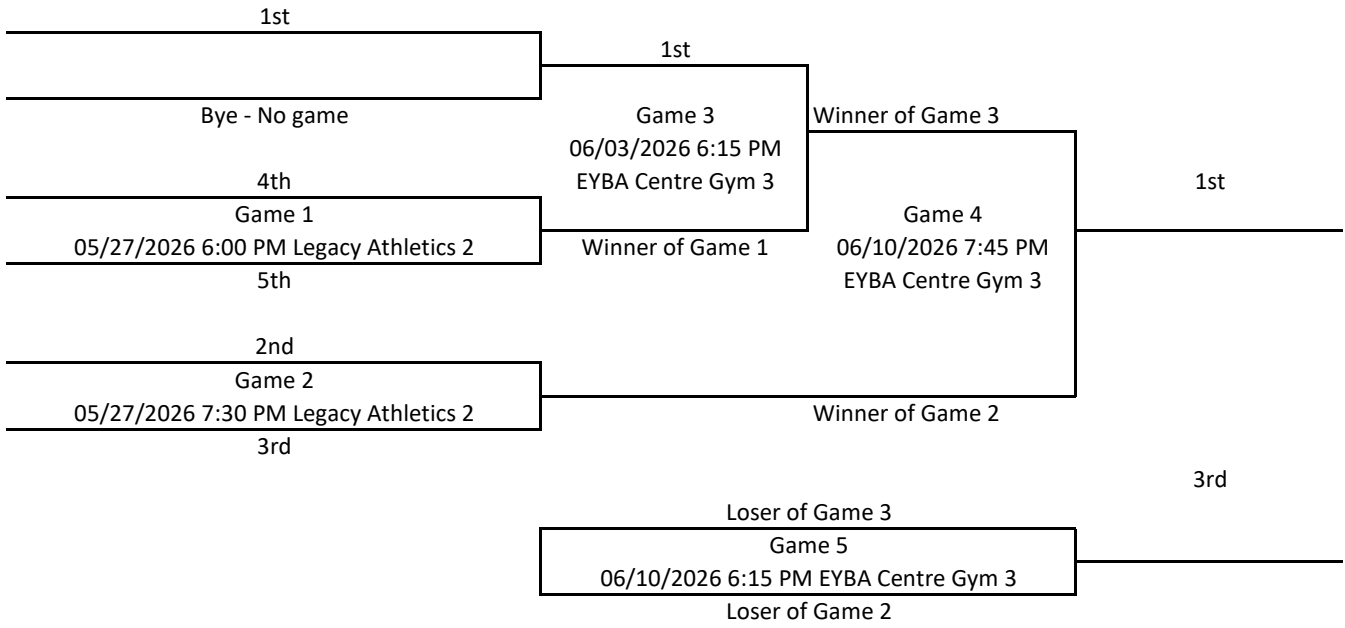 1st
1st
Bye - No game
Game 3
Winner of Game 3
06/03/2026 6:15 PM
4th
EYBA Centre Gym 3
1st
Game 1
Game 4
05/27/2026 6:00 PM Legacy Athletics 2
Winner of Game 1
06/10/2026 7:45 PM
5th
EYBA Centre Gym 3
2nd
Game 2
05/27/2026 7:30 PM Legacy Athletics 2
Winner of Game 2
3rd
3rd
Loser of Game 3
Game 5
06/10/2026 6:15 PM EYBA Centre Gym 3
Loser of Game 2